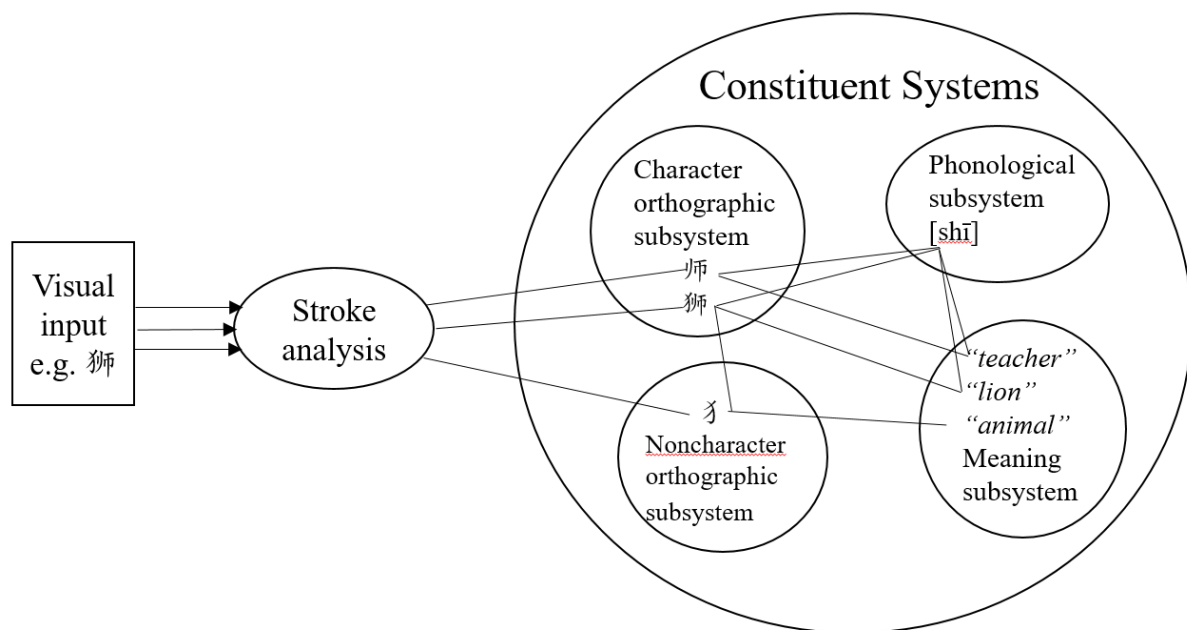 Constituent Systems
Visual
input
e.g. 狮
Stroke
analysis
Character
orthographic
subsystem
师
狮
Phonological
subsystem
[shī]
犭
Noncharacter
orthographic
subsystem
“teacher”
“lion”
“animal”
Meaning
subsystem